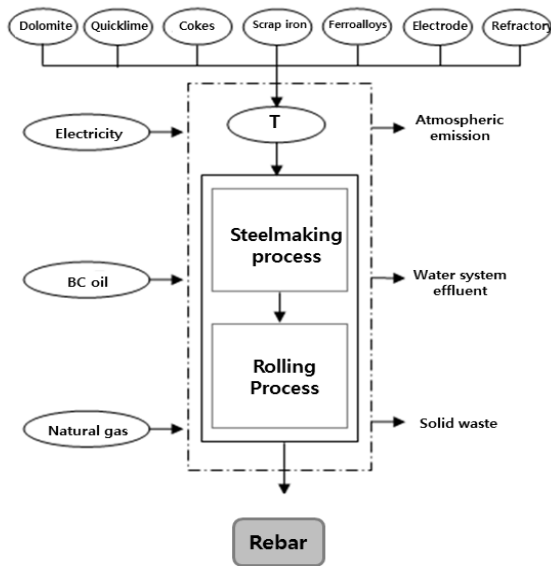 Dolomite
Quicklime
Cokes
Scrap iron
Ferroalloys
Electrode
Refractory
T
Electricity
Atmospheric
emission
Steelmaking
process
BC oil
Water system
effluent
Rolling
Process
Natural gas
Solid waste
Rebar